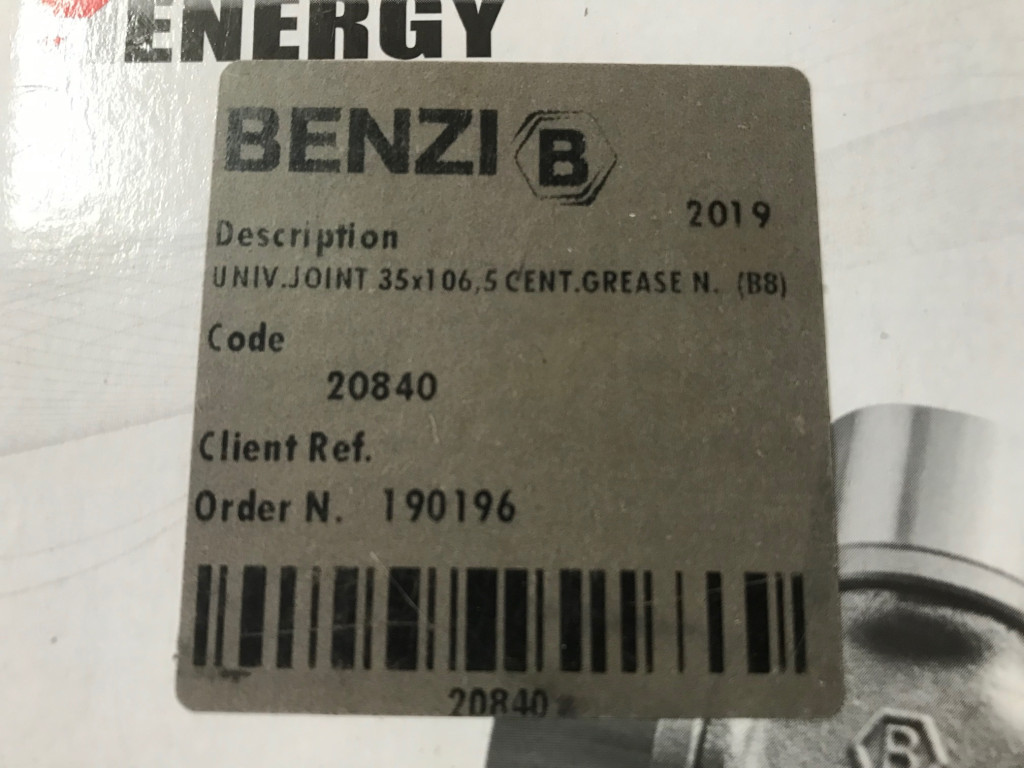 ENERGY
BENZI B
2019
Description
UNIV.JOINT 35x106,5 CENT.GREASE N. (B8)
Code
20840
Client Ref.
Order N. 190196
20840
B